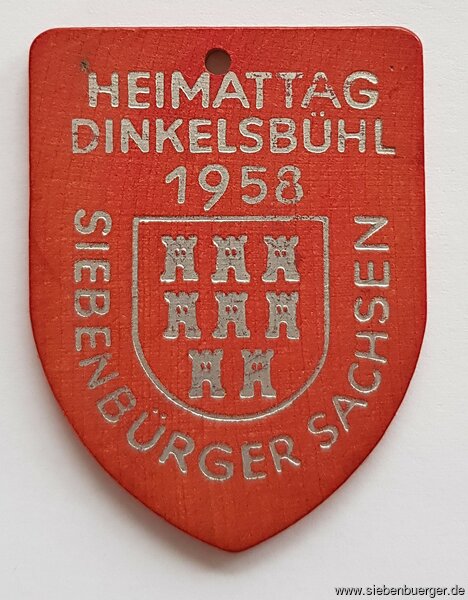 HEIMATTAG
DINKELSBÜHL
1958
SIEBENBÜRGER SACHSEN
www.siebenbuerger.de